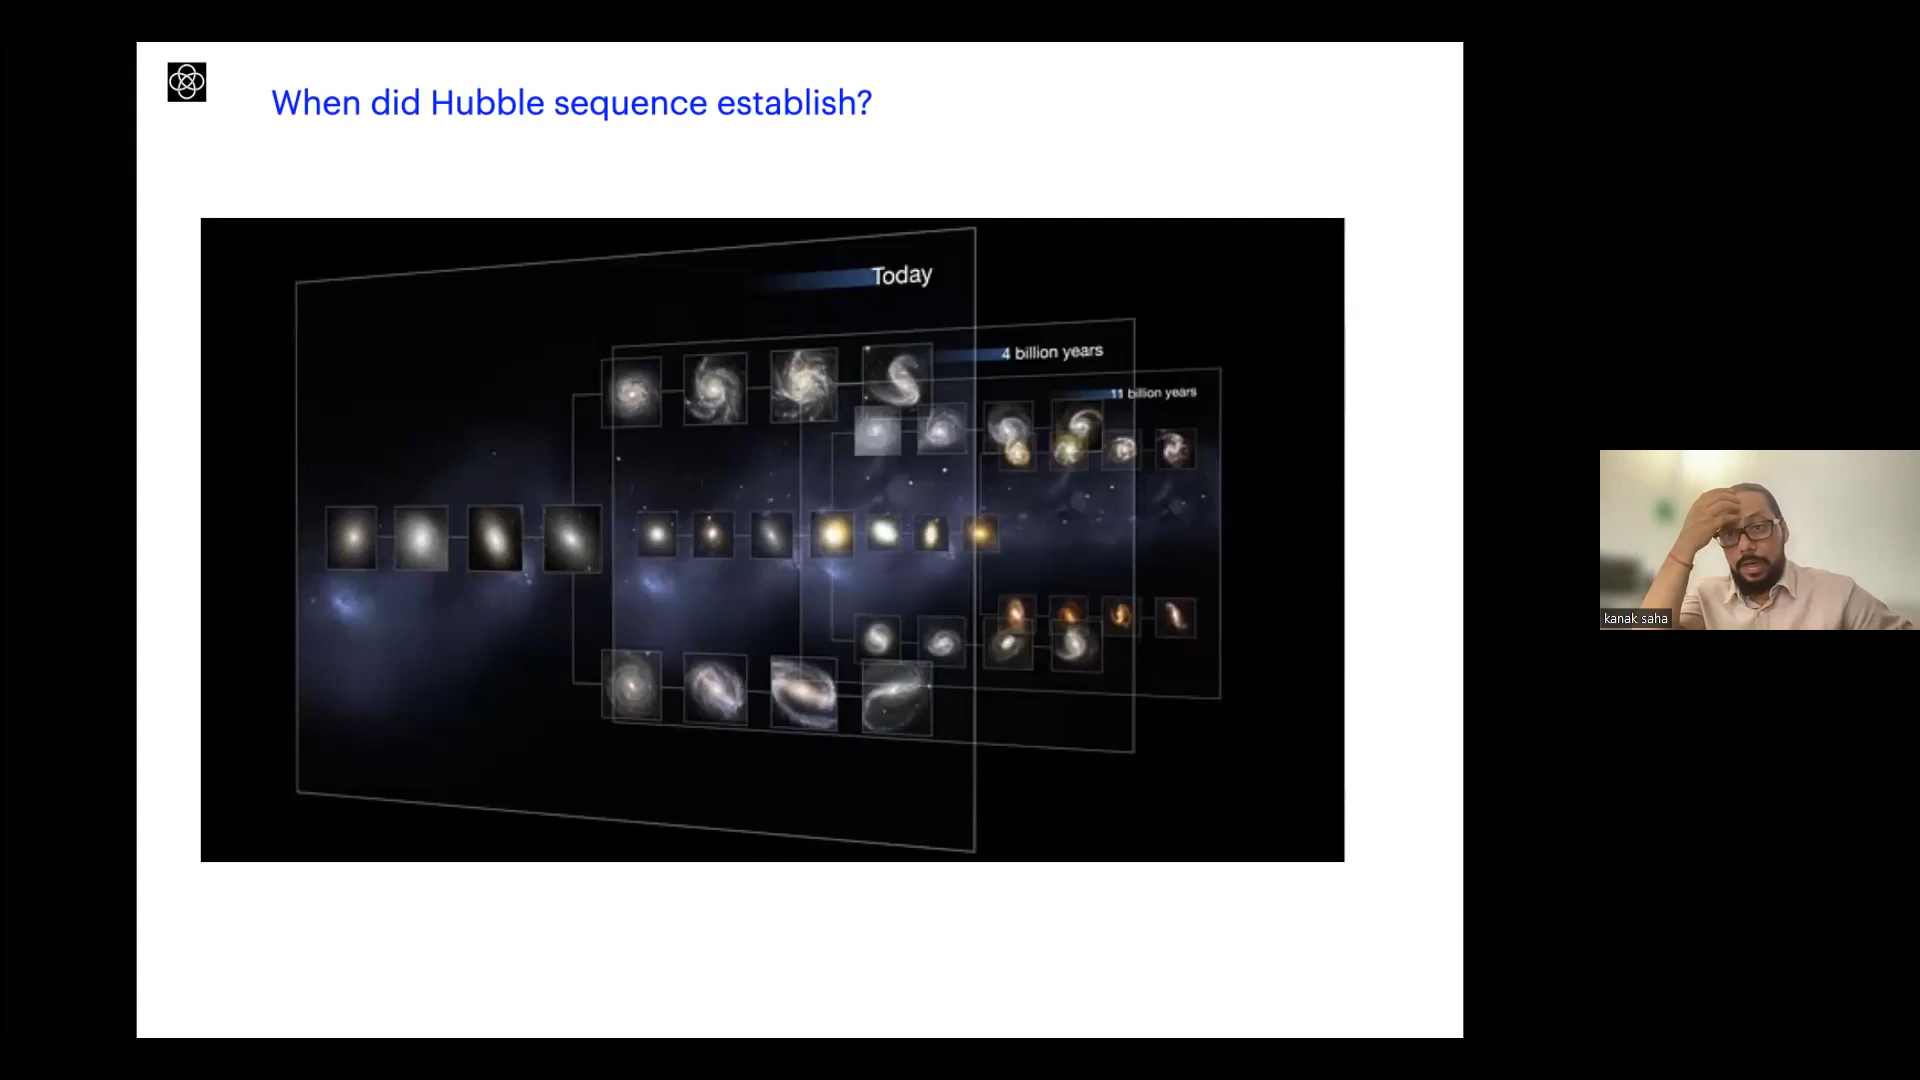 When did Hubble sequence establish?
Today
4 billion years
11 billion years
kanak saha